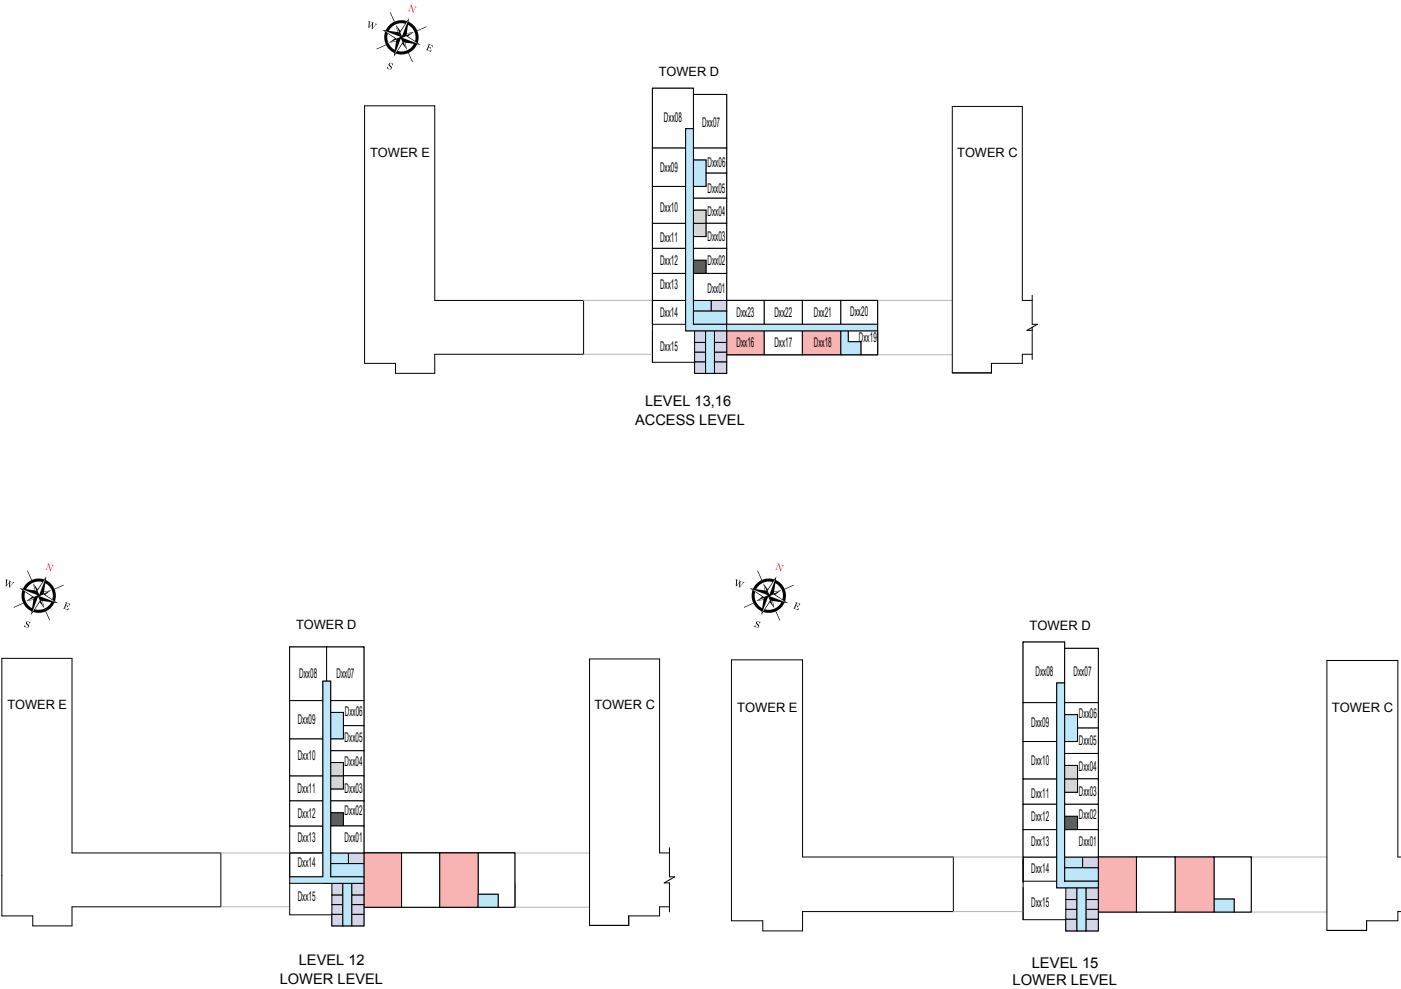 N
W
E
S
TOWER D
TOWER E
TOWER C
Dxx08
Dxx07
Dxx09
Dxx06
Dxx05
Dxx10
Dxx04
Dxx11
Dxx03
Dxx12
Dxx02
Dxx13
Dxx01
Dxx14
Dxx23
Dxx22
Dxx21
Dxx20
Dxx15
Dxx16
Dxx17
Dxx18
Dxx19
LEVEL 13,16
ACCESS LEVEL
N
W
E
S
TOWER D
TOWER E
TOWER C
Dxx08
Dxx07
Dxx09
Dxx06
Dxx05
Dxx10
Dxx04
Dxx11
Dxx03
Dxx12
Dxx02
Dxx13
Dxx01
Dxx14
Dxx15
LEVEL 12
LOWER LEVEL
N
W
E
S
TOWER D
TOWER E
TOWER C
Dxx08
Dxx07
Dxx09
Dxx06
Dxx05
Dxx10
Dxx04
Dxx11
Dxx03
Dxx12
Dxx02
Dxx13
Dxx01
Dxx14
Dxx15
LEVEL 15
LOWER LEVEL